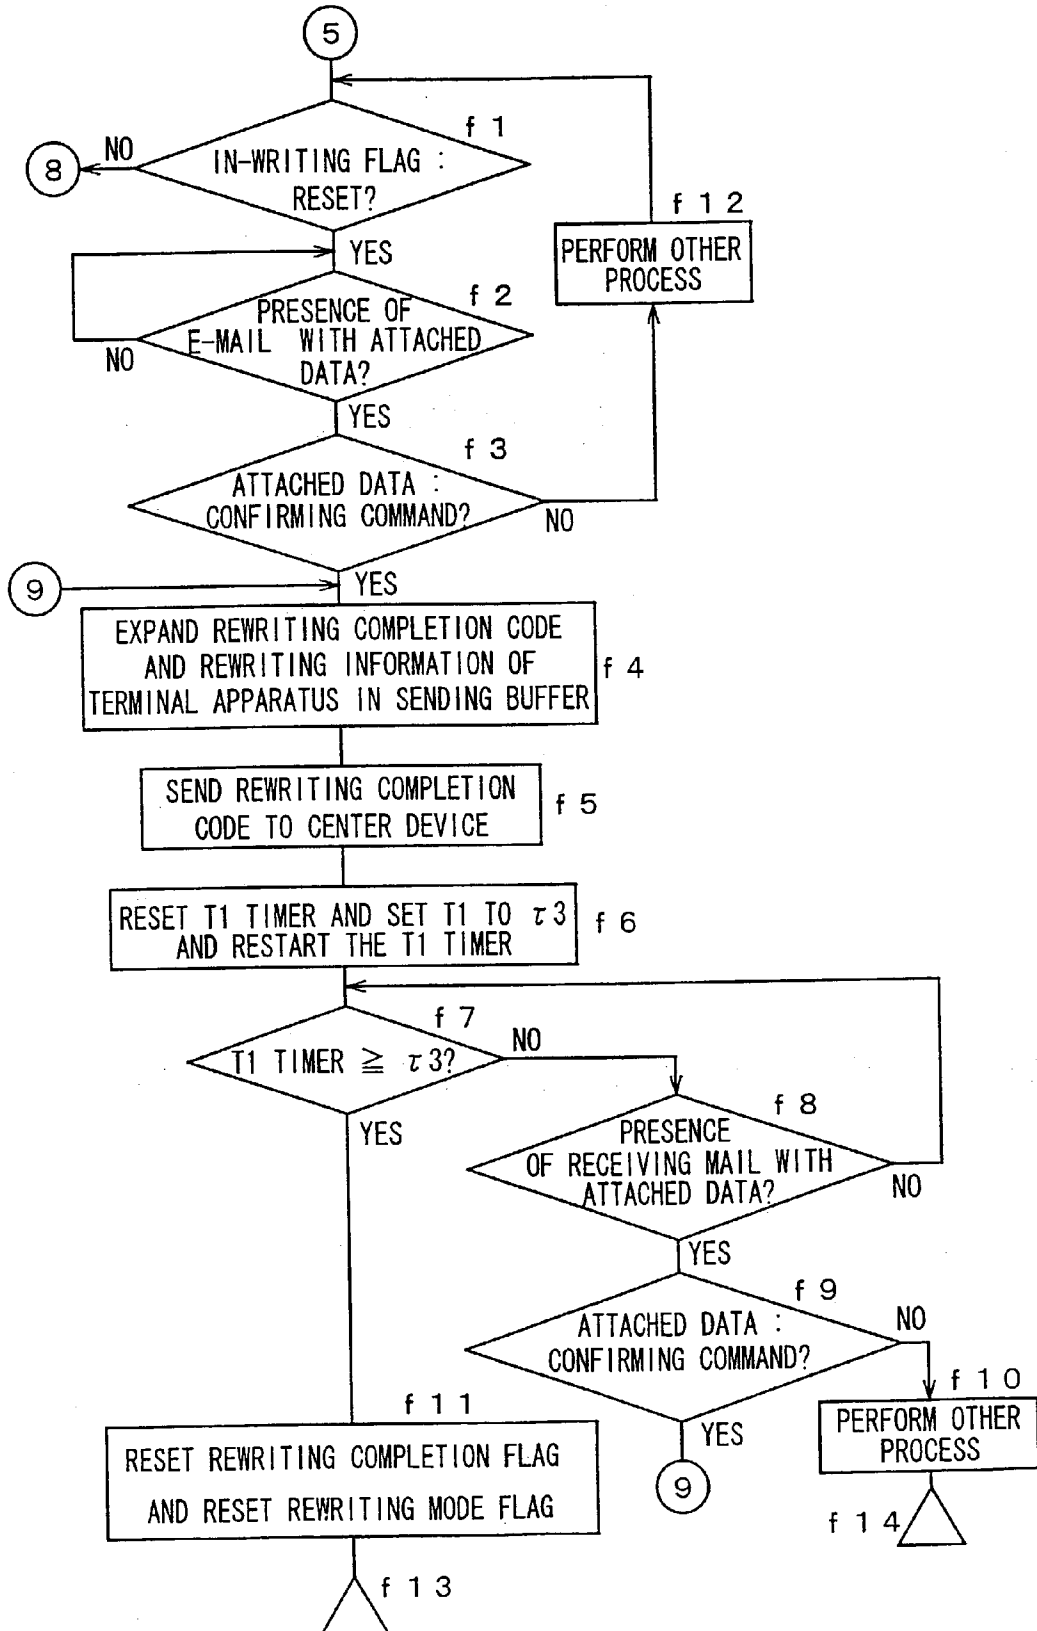 5
f 1
NO
8
IN-WRITING FLAG :
RESET?
f 1 2
YES
PERFORM OTHER
PROCESS
f 2
PRESENCE OF
E-MAIL WITH ATTACHED
DATA?
NO
YES
f 3
ATTACHED DATA :
CONFIRMING COMMAND?
NO
9
YES
EXPAND REWRITING COMPLETION CODE
AND REWRITING INFORMATION OF
TERMINAL APPARATUS IN SENDING BUFFER
f 4
SEND REWRITING COMPLETION
CODE TO CENTER DEVICE
f 5
RESET T1 TIMER AND SET T1 TO τ3
AND RESTART THE T1 TIMER
f 6
f 7
NO
T1 TIMER ≧ τ3?
YES
f 8
PRESENCE
OF RECEIVING MAIL WITH
ATTACHED DATA?
NO
YES
f 9
ATTACHED DATA :
CONFIRMING COMMAND?
NO
f 1 0
YES
PERFORM OTHER
PROCESS
9
f 1 4
f 1 1
RESET REWRITING COMPLETION FLAG
AND RESET REWRITING MODE FLAG
f 1 3